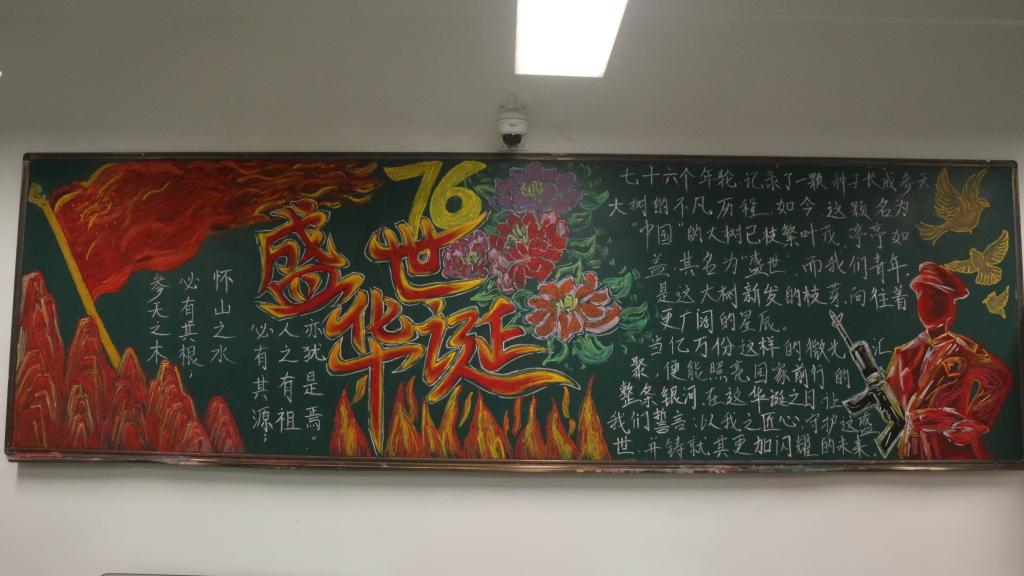 76
盛世
华诞
参天之木
必有其根，
怀山之水
必有其源。
人之有祖
亦犹是焉。
七十六个年轮,记录了一颗种子长成参天
大树的不凡历程.如今,这颗名为
"中国"的大树已枝繁叶茂,亭亭如
盖,其名为"盛世".而我们青年,
是这大树新发的枝芽,向往着
更广阔的星辰。
当亿万份这样的微光,汇
聚,便能照亮国家前行的
整条银河.在这华诞之日,让
我们誓言:以我之匠心,守护这盛
世,并铸就其更加闪耀的未来.